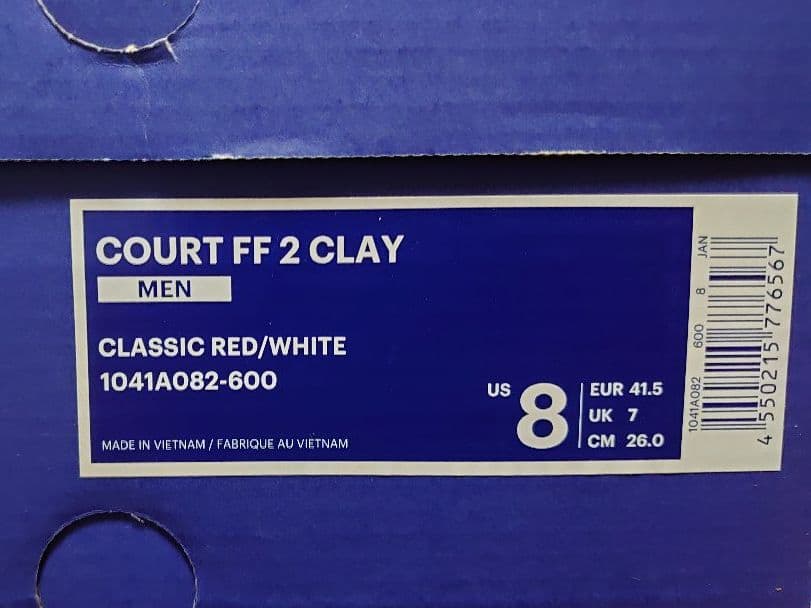 COURT FF 2 CLAY
MEN
CLASSIC RED/WHITE
1041A082-600
MADE IN VIETNAM / FABRIQUE AU VIETNAM
US 8
EUR 41.5
UK 7
CM 26.0
1041A082 600 8 JAN
4 550215 776567